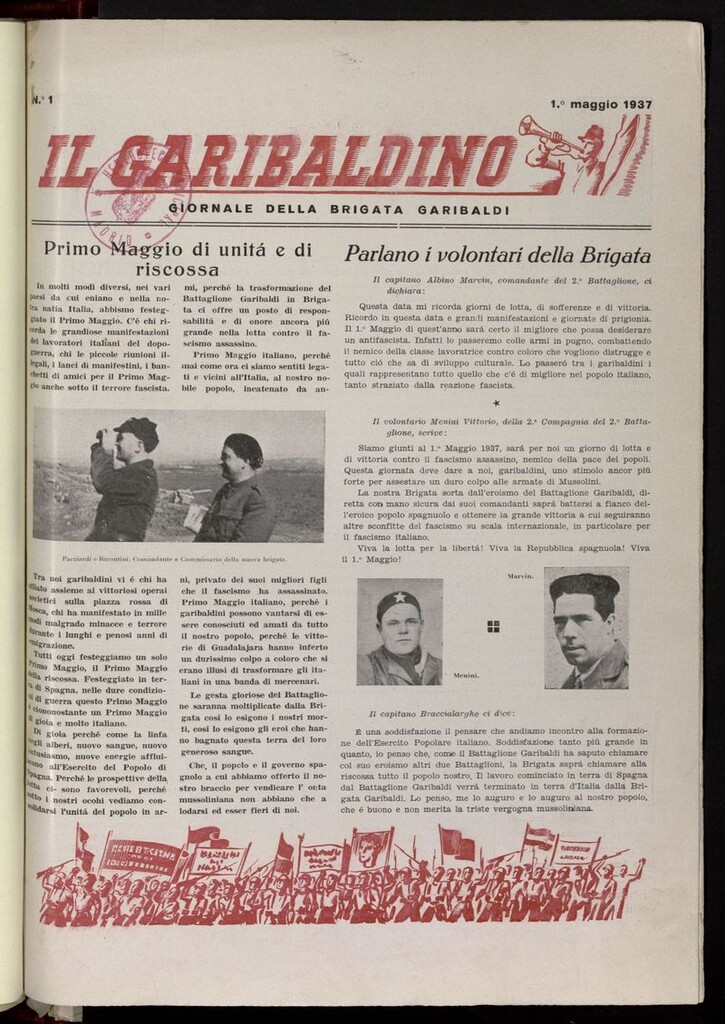 N.º 1
1.º maggio 1937
IL GARIBALDINO
GIORNALE DELLA BRIGATA GARIBALDI
Primo Maggio di unitá e di
riscossa
In molti modi diversi, nei vari
paesi da cui eniano e nella no-
tra natia Italia, abbismo festeg-
giato il Primo Maggio. C'é chi ri-
corda le grandiose manifestazioni
dei lavoratori italiani del dopo-
guerra, chi le piccole riunioni il-
legali, i lanci di manifestini, i ban-
chetti di amici per il Primo Mag-
gio anche sotto il terrore fascista.
mi, perché la trasformazione del
Battaglione Garibaldi in Briga-
ta ci offre un posto di respon-
sabilitá e di onore ancora piú
grande nella lotta contro il fa-
scismo assassino.
Primo Maggio italiano, perché
mai come ora ci siamo sentiti lega-
ti e vicini all'Italia, al nostro no-
bile popolo, incatenato da an-
Pacciardi e Barontini, Comandante e Commissario della nuova brigata.
Tra noi garibaldini vi é chi ha
sfilato assieme ai vittoriosi operai
sovietici sulla piazza rossa di
Mosca, chi ha manifestato in mille
modi malgrado minacce e terrore
durante i lunghi e penosi anni di
emigrazione.
Tutti oggi festeggiamo un solo
Primo Maggio, il Primo Maggio
della riscossa. Festeggiato in ter-
ra di Spagna, nelle dure condizio-
ni di guerra questo Primo Maggio
é ciononostante un Primo Maggio
di gioia e molto italiano.
Di gioia perché come la linfa
negli alberi, nuovo sangue, nuovo
entusiasmo, nuove energie afflui-
scono all'Esercito del Popolo di
Spagna. Perché le prospettive della
ci sono favorevoli, perché
sotto i nostri ocohi vediamo con-
solidarsi l'unitá del popolo in ar-
ni, privato dei suoi migliori figli
che il fascismo ha assassinato.
Primo Maggio italiano, perché i
garibaldini possono vantarsi di es-
sere conosciuti ed amati da tutto
il nostro popolo, perché le vitto-
rie di Guadalajara hanno inferto
un durissimo colpo a coloro che si
erano illusi di trasformare gli ita-
liani in una banda di mercenari.
Le gesta gloriose del Battaglio-
ne saranna moltiplicate dalla Bri-
gata cosí lo esigono i nostri mor-
ti, cosí lo esigono gli eroi che han-
no bagnato questa terra del loro
generoso sangue.
Che, il popolo e il governo spa-
gnolo a cui abbiamo offerto il no-
stro braccio per vendicare l' onta
mussoliniana non abbiano che a
lodarsi ed esser fieri di noi.
Parlano i volontari della Brigata
Il capitano Albino Marvin, comandante del 2.º Battaglione, ci
dichiara:
Questa data mi ricorda giorni de lotta, di sofferenze e di vittoria.
Ricordo in questa data e grandi manifestazioni e giornate di prigionia.
Il 1.º Maggio di quest'anno sará certo il migliore che possa desiderare
un antifascista. Infatti lo passeremo colle armi in pugno, combattendo
il nemico della classe lavoratrice contro coloro che vogliono distrugge e
tutto ció che sa di sviluppo culturale. Lo passeró tra i garibaldini i
quali rappresentano tutto quello che c'é di migliore nel popolo italiano,
tanto straziato dalla reazione fascista.
*
Il volontario Menini Vittorio, della 2.ª Compagnia del 2.º Batta-
glione, scrive:
Siamo giunti al 1.º Maggio 1937, sará per noi un giorno di lotta e
di vittoria contro il fascismo assassino, nemico della pace dei popoli.
Questa giornata deve dare a noi, garibaldini, uno stimolo ancor piú
forte per assestare un duro colpo alle armate di Mussolini.
La nostra Brigata sorta dall'eroismo del Battaglione Garibaldi, di-
retta con mano sicura dai suoi comandanti saprá battersi a fianco del-
l'eroico popolo spagnuolo e ottenere la grande vittoria a cui seguiranno
altre sconfitte del fascismo su scala internazionale, in particolare per
il fascismo italiano.
Viva la lotta per la libertá! Viva la Repubblica spagnuola! Viva
il 1.º Maggio!
Marvin.
Menini.
Il capitano Braccialarghe ci dice:
È una soddisfazione il pensare che andiamo incontro alla formazio-
ne dell'Esercito Popolare italiano. Soddisfazione tanto piú grande in
quanto, io penso che, come il Battaglione Garibaldi ha saputo chiamare
col suo eroismo altri due Battaglioni, la Brigata saprá chiamare alla
riscossa tutto il popolo nostro, Il lavoro cominciato in terra di Spagna
dal Battaglione Garibaldi verrá terminato in terra d'Italia dalla Bri-
gata Garibaldi. Lo penso, me lo auguro e lo auguro al nostro popolo,
che é buono e non merita la triste vergogna mussoliniana.